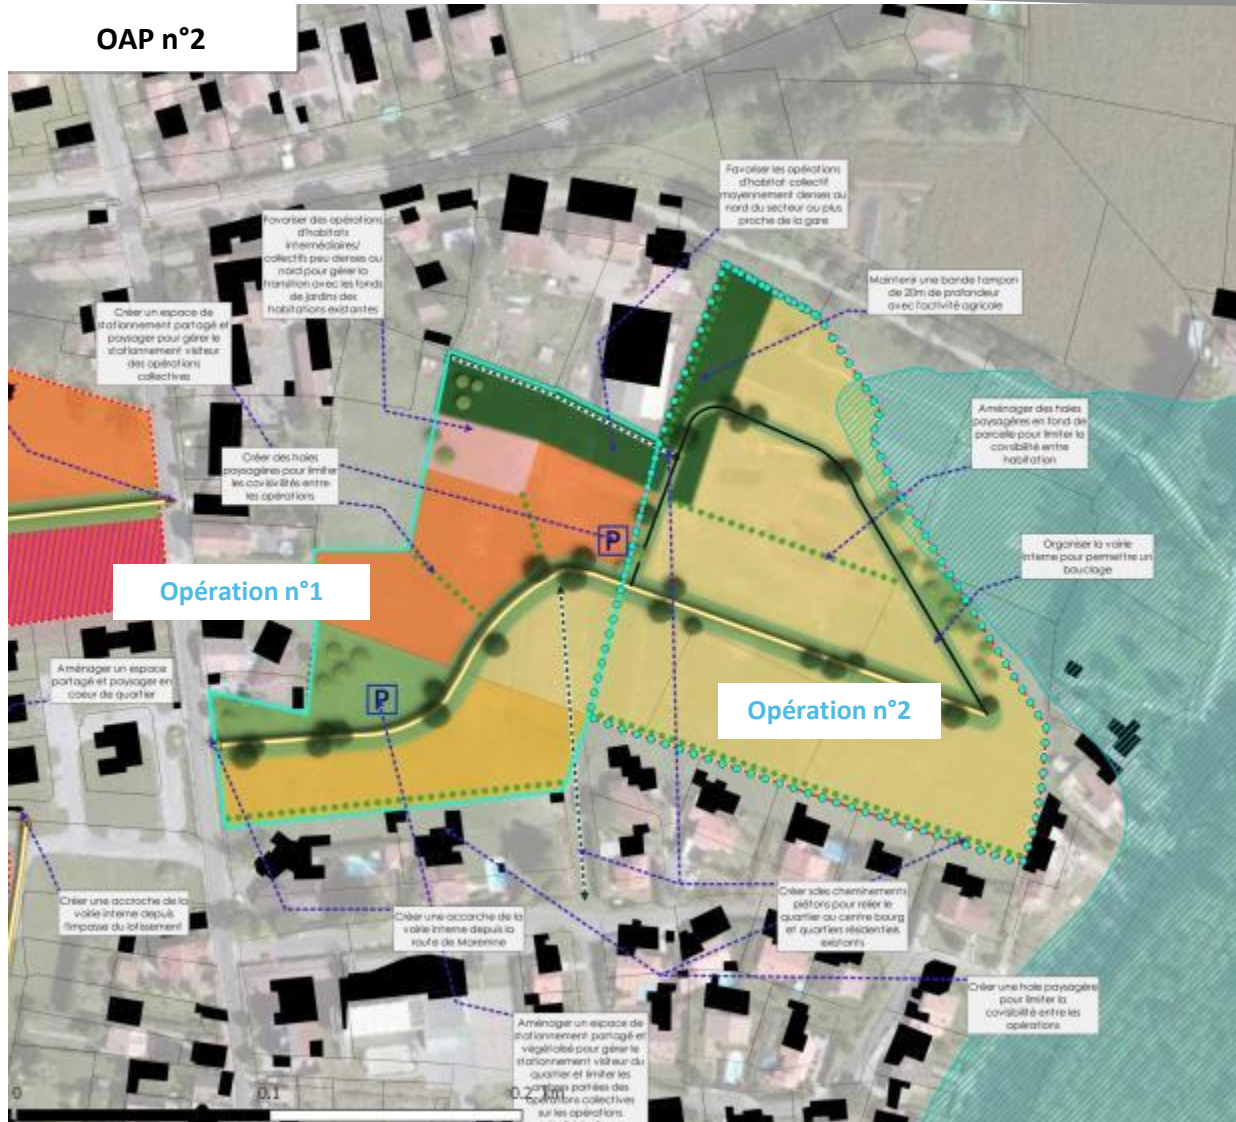 OAP n°2
Favoriser les opérations
d'habitat collectif
moyennement denses au
nord du secteur au plus
proche de la gare
Favoriser des opérations
d'habitats
intermédiaires/
collectifs peu denses au
nord pour gérer la
transition avec les fonds
de jardins des
habitations existantes
Maintenir une bande tampon
de 20m de profondeur
avec l'activité agricole
Créer un espace de
stationnement partagé et
paysager pour gérer le
stationnement visiteur
des opérations
collectives
Aménager des haies
paysagères en fond de
parcelle pour limiter la
covisibilité entre
habitation
Créer des haies
paysagères pour limiter
les covisivilités entre
les opérations
P
Organiser la voirie
interne pour permettre un
bouclage
Opération n°1
Aménager un espace
partagé et paysager en
coeur de quartier
P
Opération n°2
Créer une accroche de la
voirie interne depuis
l'impasse du lotissement
Créer une accorche de la
voirie interne depuis la
route de Maremne
Créer sdes cheminements
piétons pour relier le
quartier au centre bourg
et quartiers résidentiels
existants
Créer une haie paysagère
pour limiter la
covisibilité entre les
opérations
Aménager un espace de
stationnement partagé et
végétalisé pour gérer le
stationnement visiteur du
quartier et limiter les
ombres portées des
opérations collectives
sur les opérations
0 0.1 0.2 km